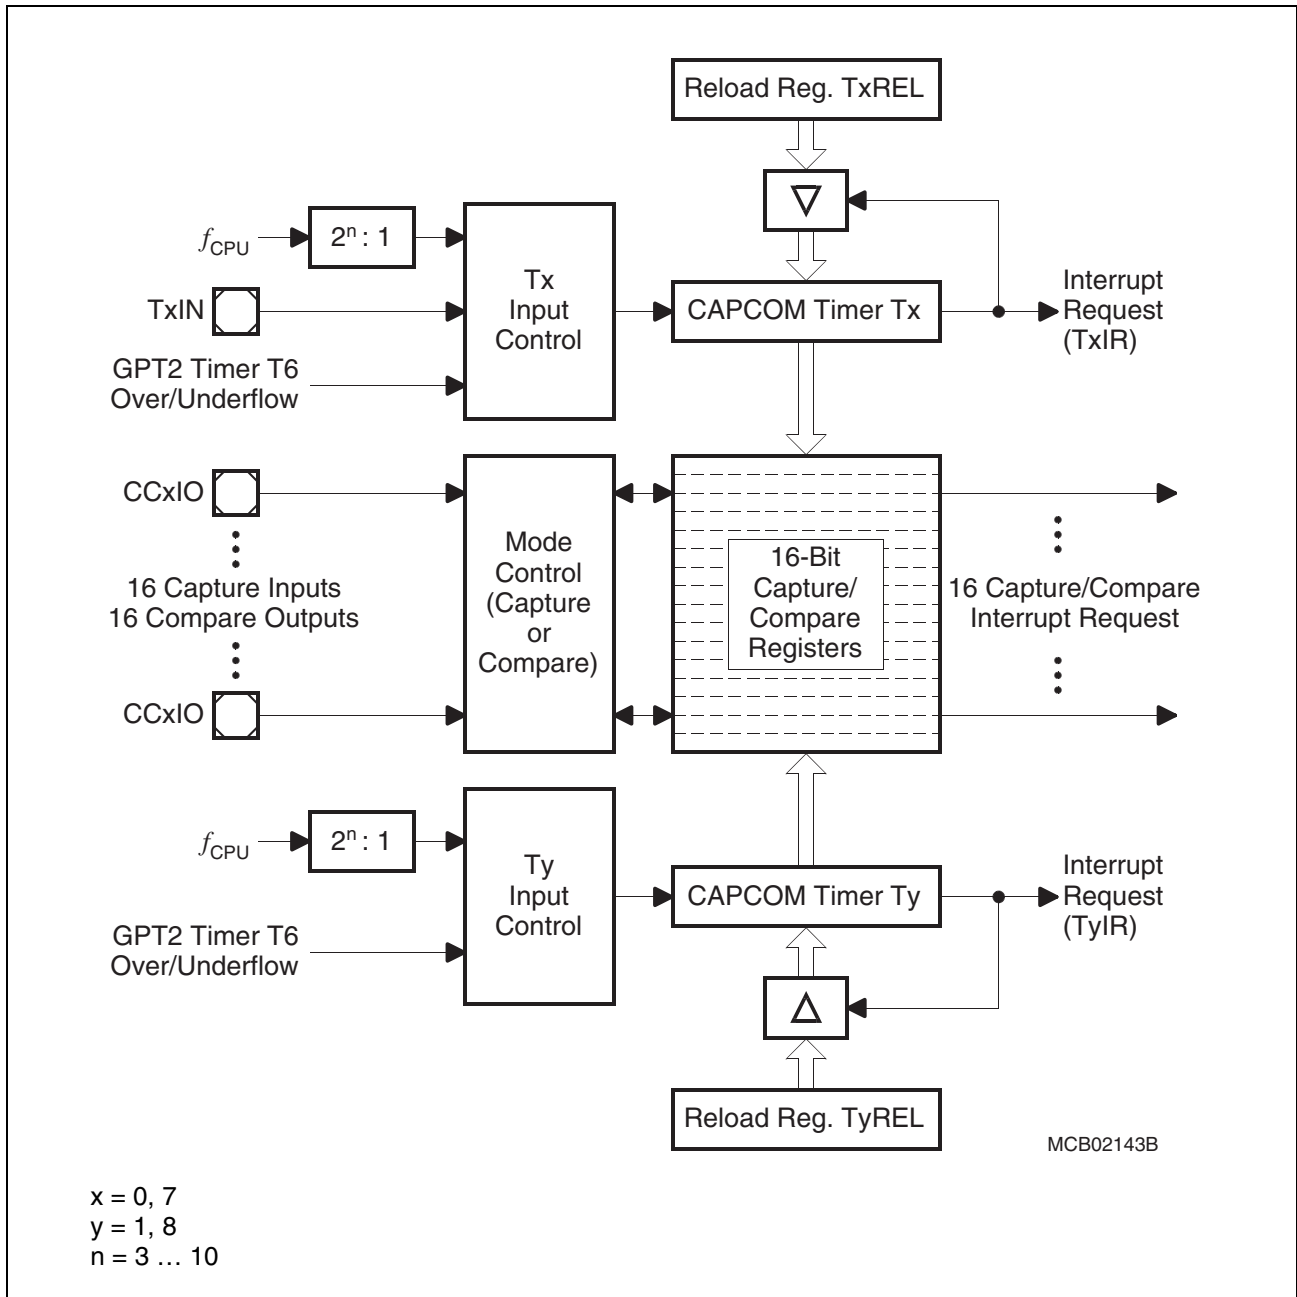 Reload Reg. TxREL
fCPU
2ⁿ : 1
Tx
Input
Control
CAPCOM Timer Tx
Interrupt
Request
(TxIR)
TxIN
GPT2 Timer T6
Over/Underflow
CCxIO
16 Capture Inputs
16 Compare Outputs
CCxIO
Mode
Control
(Capture
or
Compare)
16-Bit
Capture/
Compare
Registers
16 Capture/Compare
Interrupt Request
fCPU
2ⁿ : 1
GPT2 Timer T6
Over/Underflow
Ty
Input
Control
CAPCOM Timer Ty
Interrupt
Request
(TyIR)
Reload Reg. TyREL
MCB02143B
x = 0, 7
y = 1, 8
n = 3 … 10